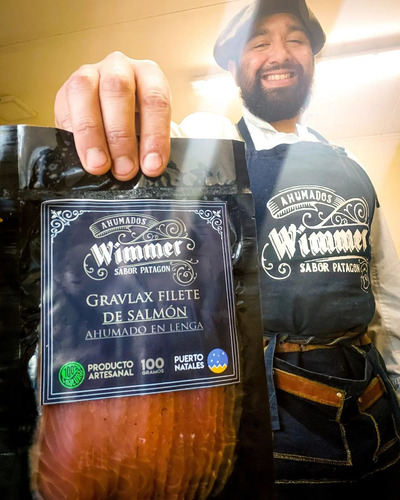 AHUMADOS
Wimmer
SABOR PATAGÓN
GRAVLAX FILETE
DE SALMÓN
AHUMADO EN LENGA
PRODUCTO
ARTESANAL
100
GRAMOS
PUERTO
NATALES
AHUMADOS
Wimmer
SABOR PATAGON